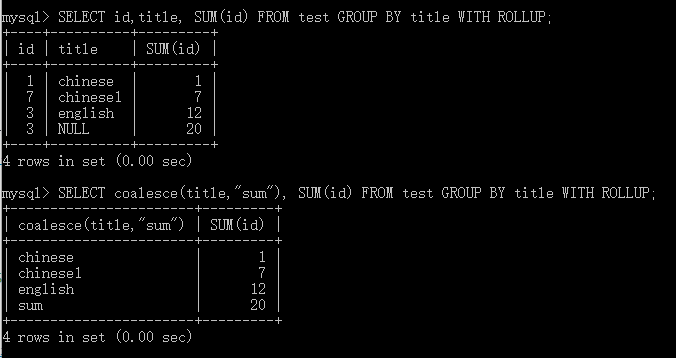 mysql> SELECT id,title, SUM(id) FROM test GROUP BY title WITH ROLLUP;
+----+----------+---------+
| id | title    | SUM(id) |
+----+----------+---------+
|  1 | chinese  |       1 |
|  7 | chinese1 |       7 |
|  3 | english  |      12 |
|  3 | NULL     |      20 |
+----+----------+---------+
4 rows in set (0.00 sec)
mysql> SELECT coalesce(title,"sum"), SUM(id) FROM test GROUP BY title WITH ROLLUP;
+-----------------------+---------+
| coalesce(title,"sum") | SUM(id) |
+-----------------------+---------+
| chinese               |       1 |
| chinese1              |       7 |
| english               |      12 |
| sum                   |      20 |
+-----------------------+---------+
4 rows in set (0.00 sec)